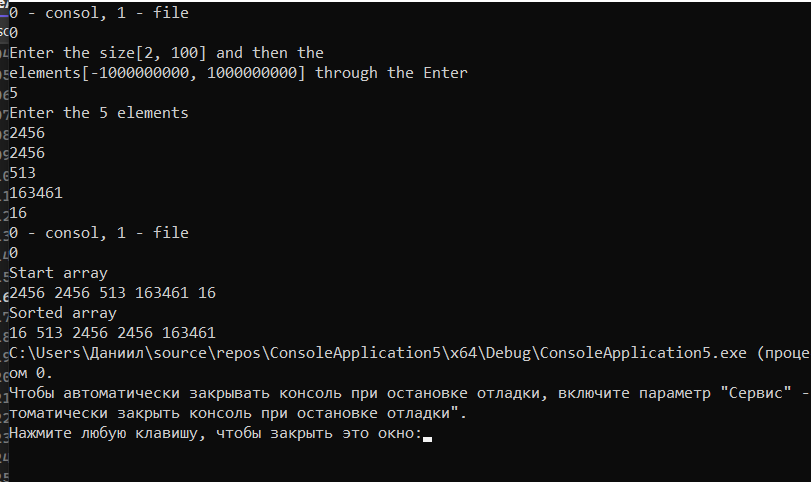 0 - consol, 1 - file
0
Enter the size[2, 100] and then the
elements[-1000000000, 1000000000] through the Enter
5
Enter the 5 elements
2456
2456
513
163461
16
0 - consol, 1 - file
0
Start array
2456 2456 513 163461 16
Sorted array
16 513 2456 2456 163461
C:\Users\Даниил\source\repos\ConsoleApplication5\x64\Debug\ConsoleApplication5.exe (проце
ом 0.
Чтобы автоматически закрывать консоль при остановке отладки, включите параметр "Сервис" -
томатически закрыть консоль при остановке отладки".
Нажмите любую клавишу, чтобы закрыть это окно: